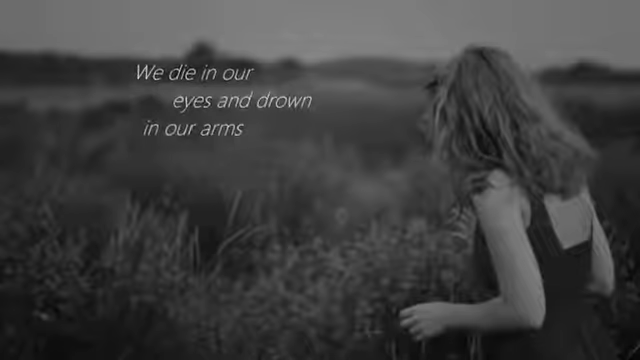 We die in our
eyes and drown
in our arms